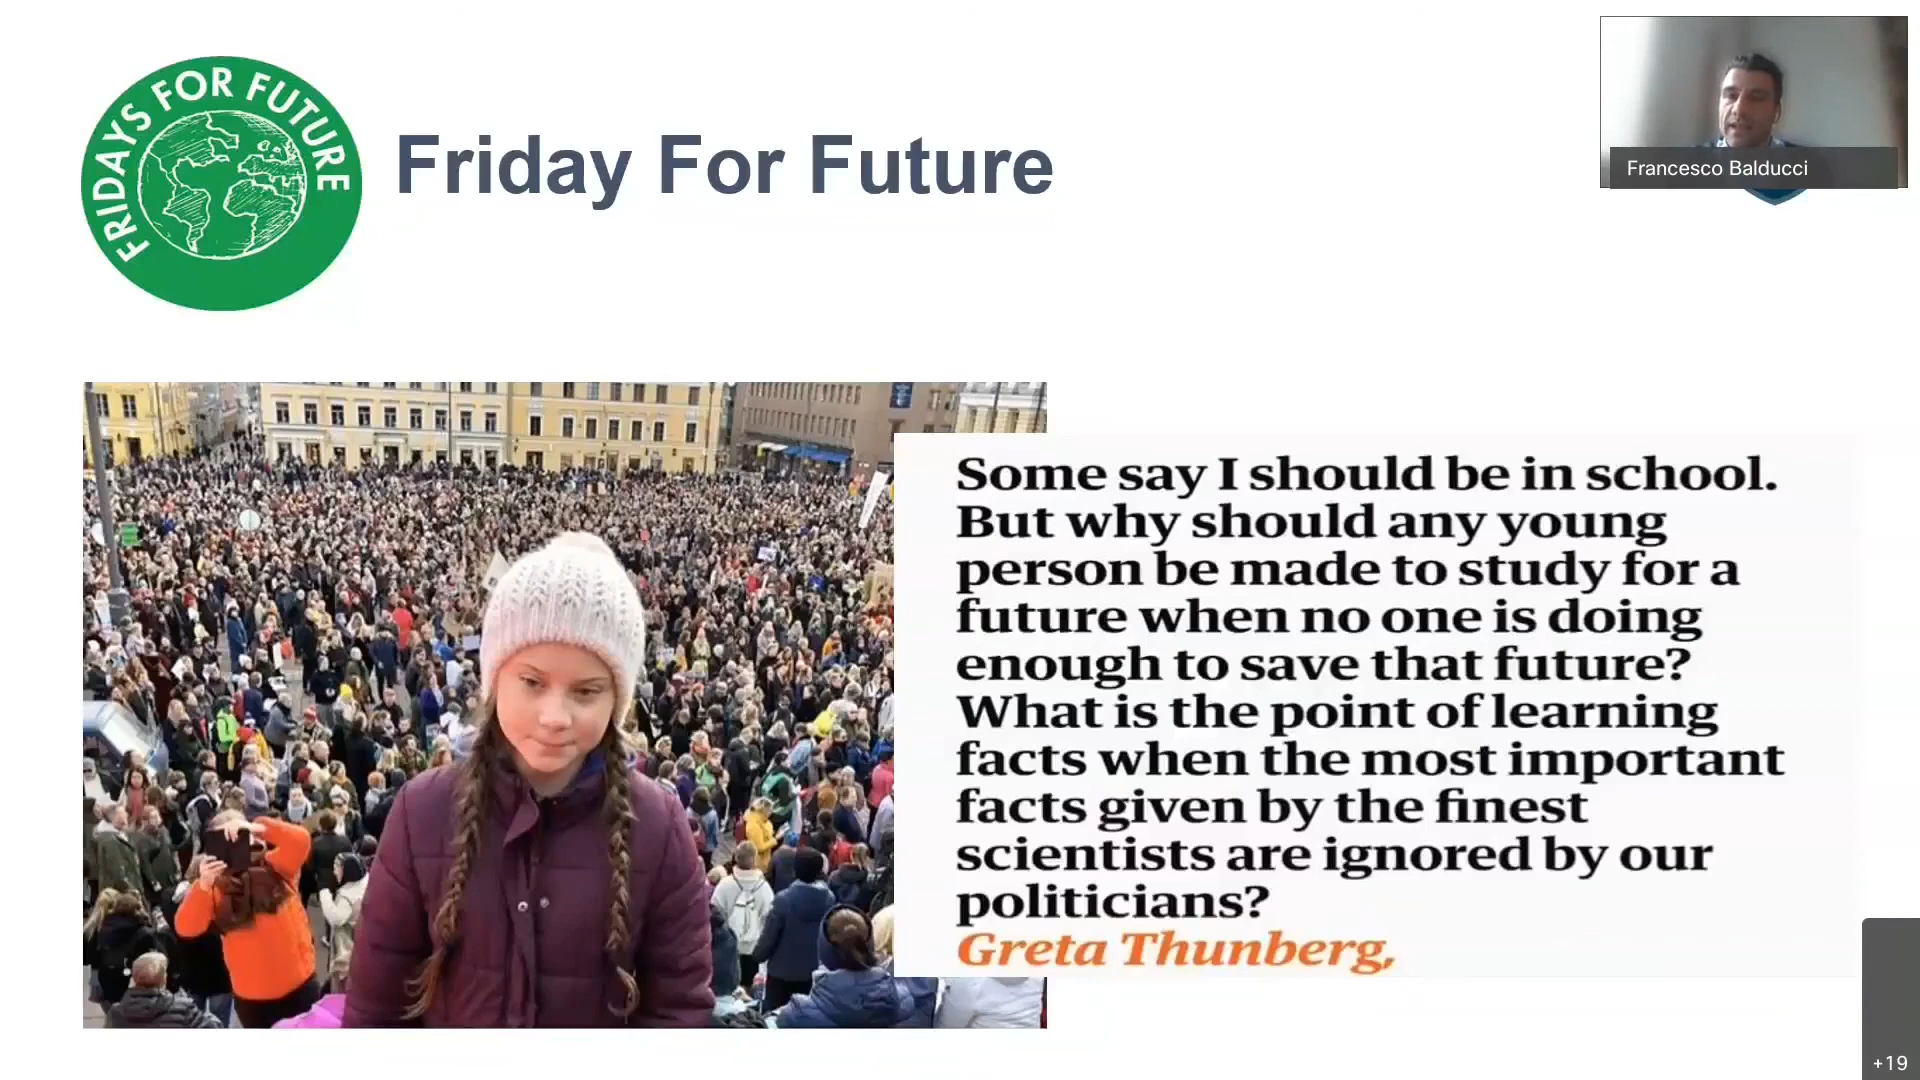 FRIDAYS FOR FUTURE
Friday For Future
Francesco Balducci
Some say I should be in school.
But why should any young
person be made to study for a
future when no one is doing
enough to save that future?
What is the point of learning
facts when the most important
facts given by the finest
scientists are ignored by our
politicians?
Greta Thunberg,
+19